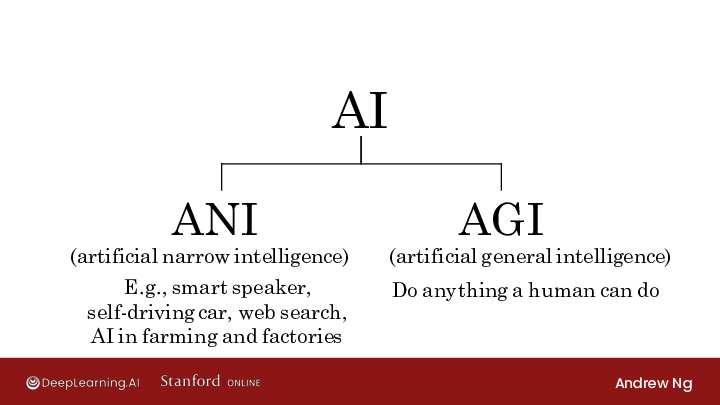 AI
ANI
(artificial narrow intelligence)
E.g., smart speaker,
self-driving car, web search,
AI in farming and factories
AGI
(artificial general intelligence)
Do anything a human can do
DeepLearning.AI
Stanford ONLINE
Andrew Ng